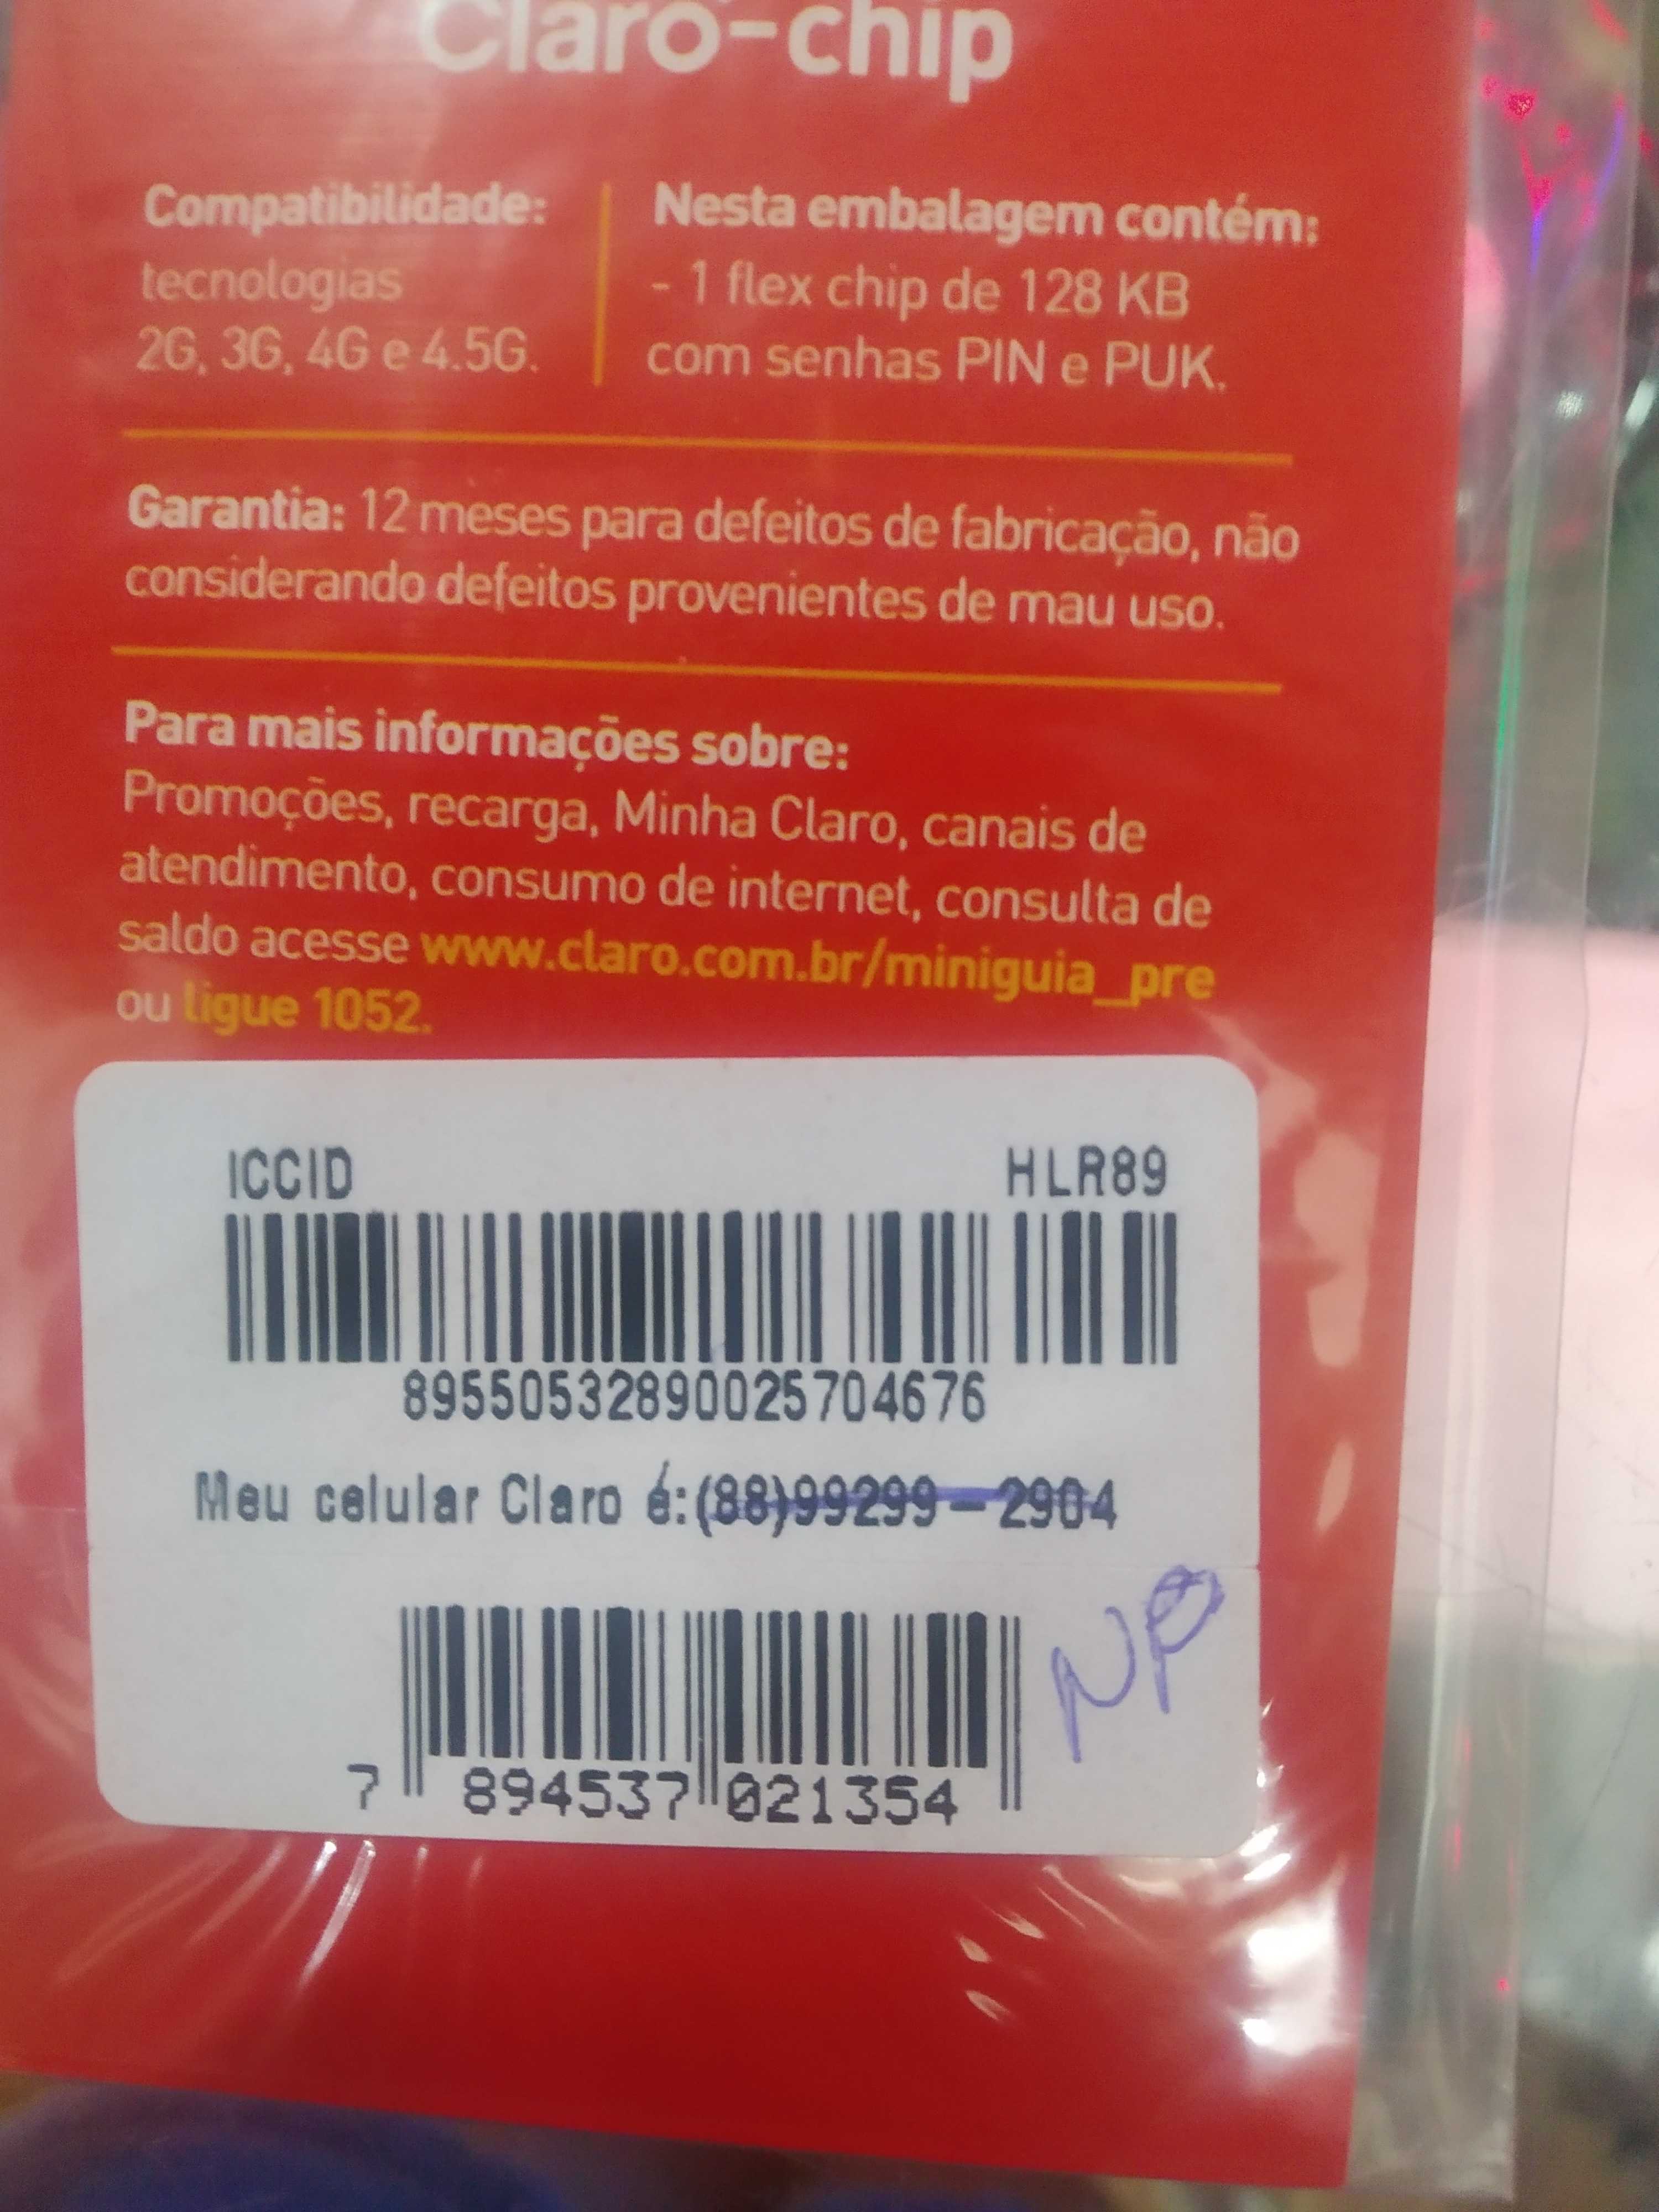 Claro-chip
Compatibilidade:
tecnologias
2G, 3G, 4G e 4.5G.
Nesta embalagem contém:
- 1 flex chip de 128 KB
com senhas PIN e PUK.
Garantia: 12 meses para defeitos de fabricação, não
considerando defeitos provenientes de mau uso.
Para mais informações sobre:
Promoções, recarga, Minha Claro, canais de
atendimento, consumo de internet, consulta de
saldo acesse www.claro.com.br/miniguia_pre
ou ligue 1052.
ICCID HLR89
89550532890025704676
Meu celular Claro é:(88)99299-2904
NP
7 894537 021354